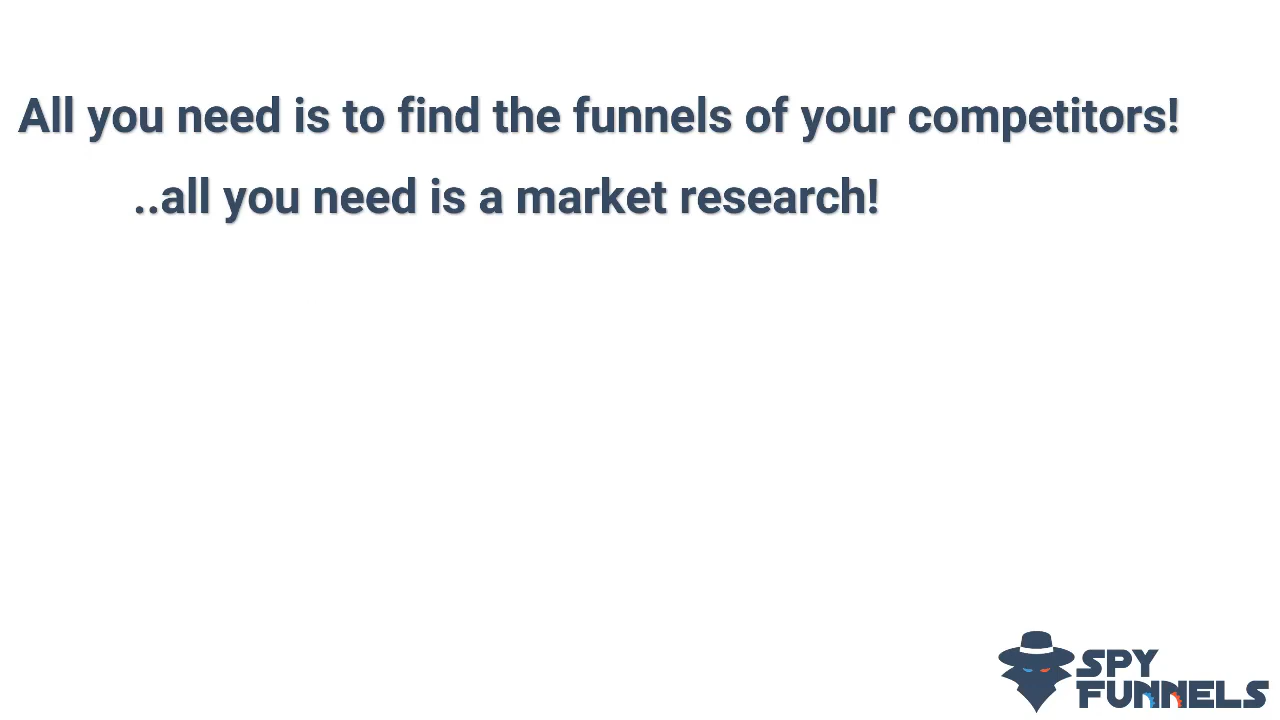 All you need is to find the funnels of your competitors!
..all you need is a market research!
SPY
FUNNELS